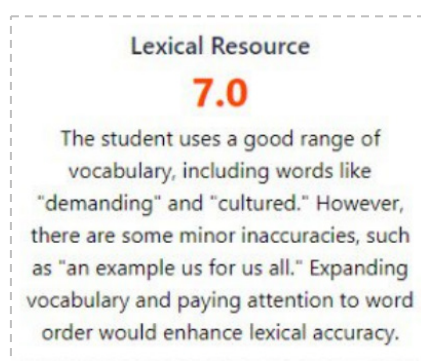 Lexical Resource
7.0
The student uses a good range of
vocabulary, including words like
"demanding" and "cultured." However,
there are some minor inaccuracies, such
as "an example us for us all." Expanding
vocabulary and paying attention to word
order would enhance lexical accuracy.